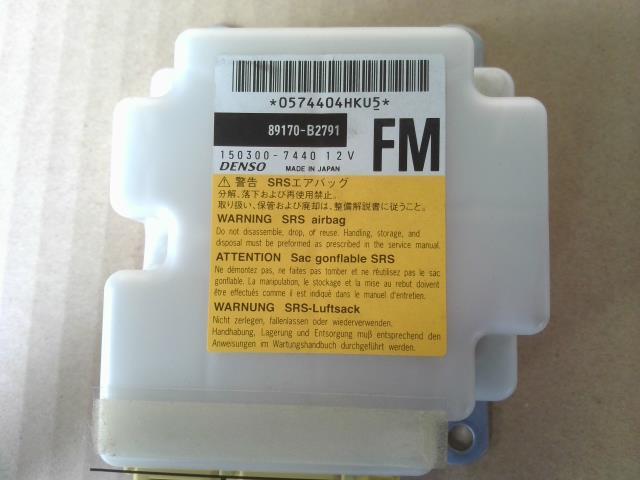 *0574404HKU5*
89170-B2791
150300-7440 12V
DENSO MADE IN JAPAN
FM
⚠ 警告 SRSエアバッグ
分解、落下および再使用禁止。
取り扱い、保管および廃却は、整備解説書に従うこと。
WARNING SRS airbag
Do not disassemble, drop, of reuse. Handling, storage, and
disposal must be preformed as prescribed in the service manual.
ATTENTION Sac gonflable SRS
Ne démontez pas, ne faites pas tomber et ne réutilisez pas le sac
gonflable. La manipulation, le stockage et la mise au rebut doivent
être effectués comme il est indiqué dans le manuel d'entretien.
WARNUNG SRS-Luftsack
Nicht zerlegen, fallenlassen oder wiederverwenden.
Handhabung, Lagerung und Entsorgung muß entsprechend den
Anweisungen im Wartungshandbuch durchgeführt werden.